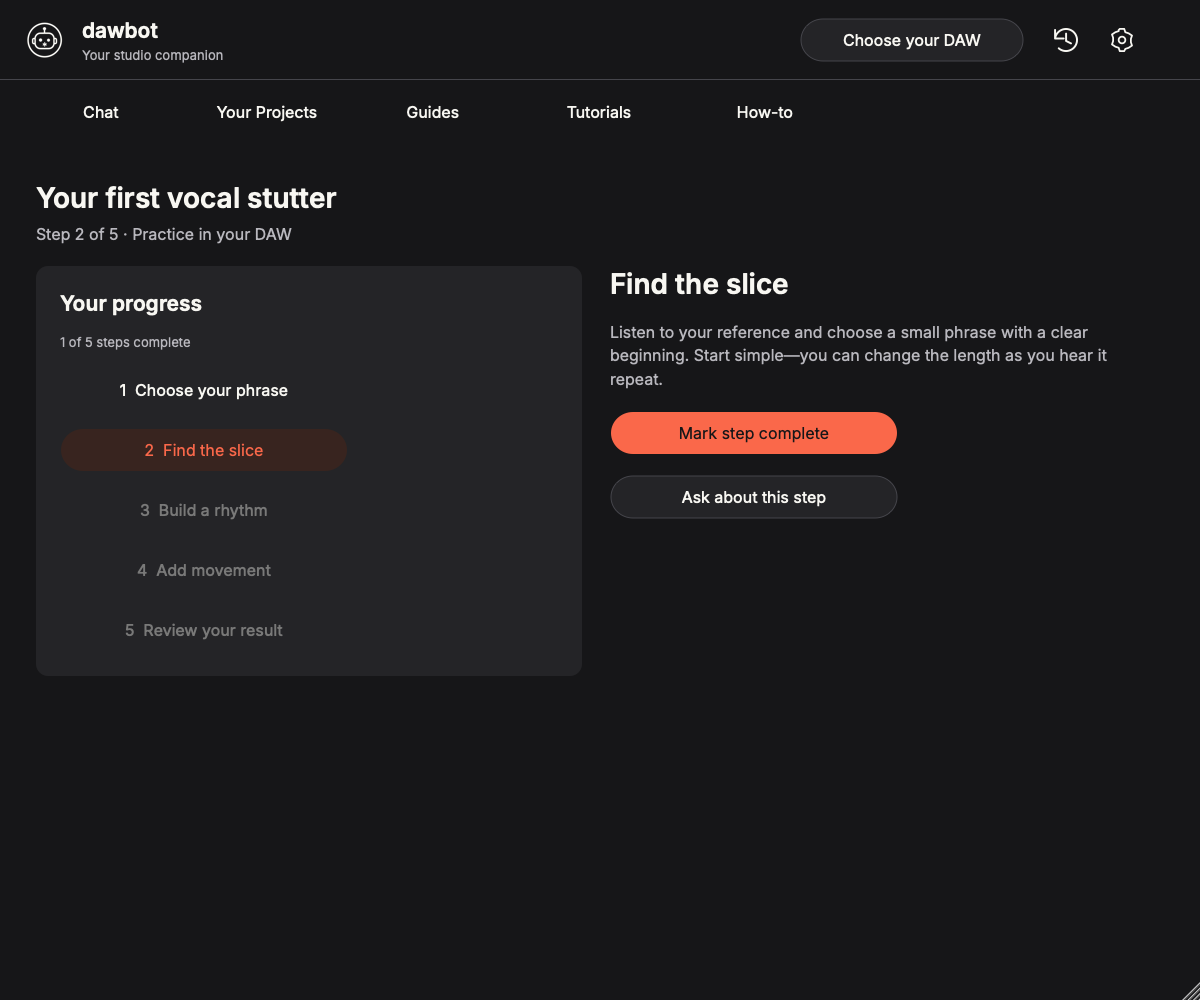 dawbot
Your studio companion
Choose your DAW
Chat
Your Projects
Guides
Tutorials
How-to
Your first vocal stutter
Step 2 of 5 · Practice in your DAW
Your progress
1 of 5 steps complete
1 Choose your phrase
2 Find the slice
3 Build a rhythm
4 Add movement
5 Review your result
Find the slice
Listen to your reference and choose a small phrase with a clear
beginning. Start simple—you can change the length as you hear it
repeat.
Mark step complete
Ask about this step